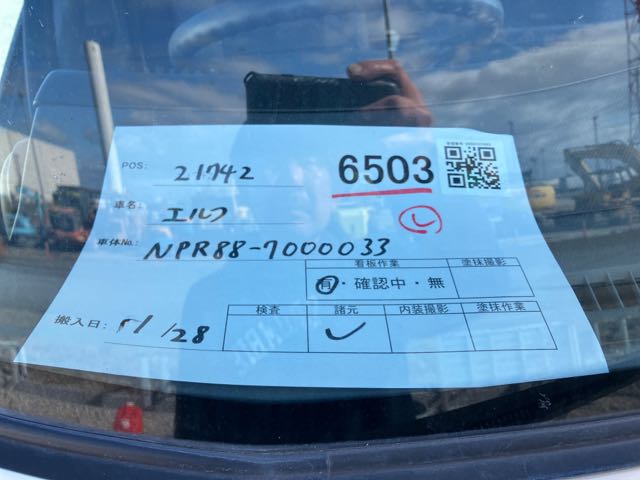 POS: 21742
6503
車名: エルフ
し
車体No.: NPR88-7000033
看板作業 塗抹撮影
有・確認中・無
検査 諸元 内装撮影 塗抹作業
搬入日: 11/28